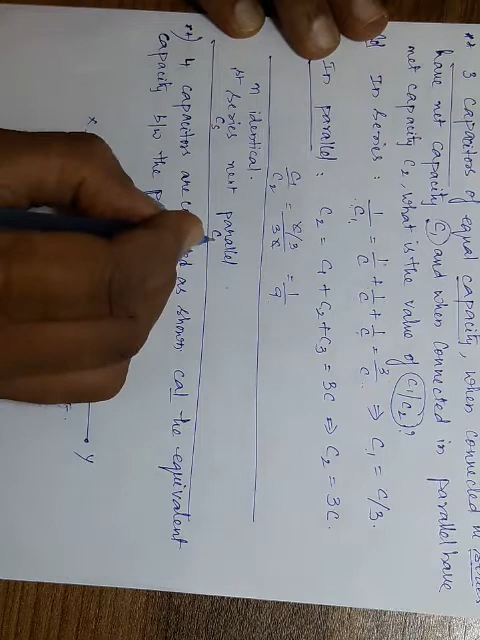 ** 3 capacitors of equal capacity, when connected in series
have net capacity C1 and when connected in parallel have
net capacity C2, what is the value of C1/C2?
In series : 1/C1 = 1/C + 1/C + 1/C = 3/C ⇒ C1 = C/3.
In parallel : C2 = C1 + C2 + C3 = 3C ⇒ C2 = 3C.
C1/C2 = x/3/3x = 1/9
n identical.
1st series next parallel.
Cs Cp
**) 4 capacitors are as shown cal the equivalent
capacity b/w the
x
y